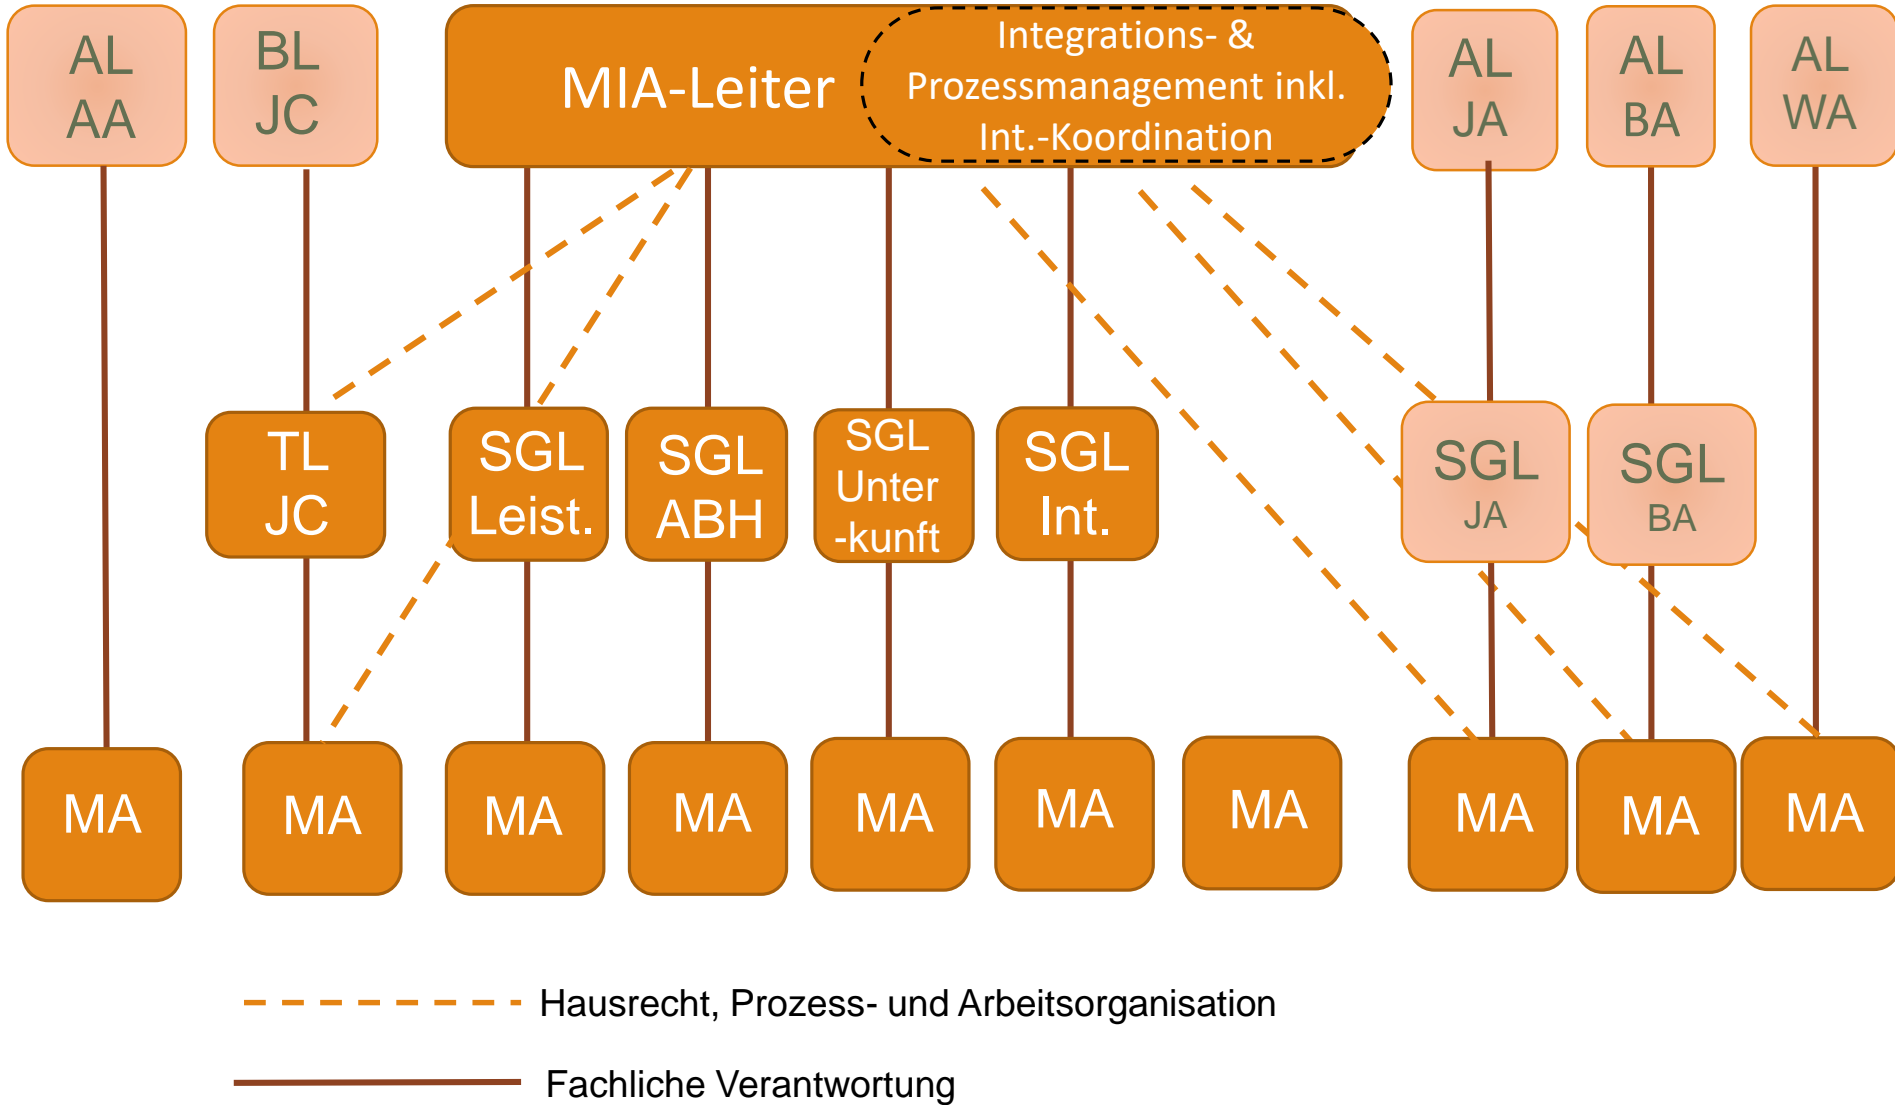 AL
AA
BL
JC
MIA-Leiter
Integrations- &
Prozessmanagement inkl.
Int.-Koordination
AL
JA
AL
BA
AL
WA
TL
JC
SGL
Leist.
SGL
ABH
SGL
Unter
-kunft
SGL
Int.
SGL
JA
SGL
BA
MA
MA
MA
MA
MA
MA
MA
MA
MA
MA
Hausrecht, Prozess- und Arbeitsorganisation
Fachliche Verantwortung